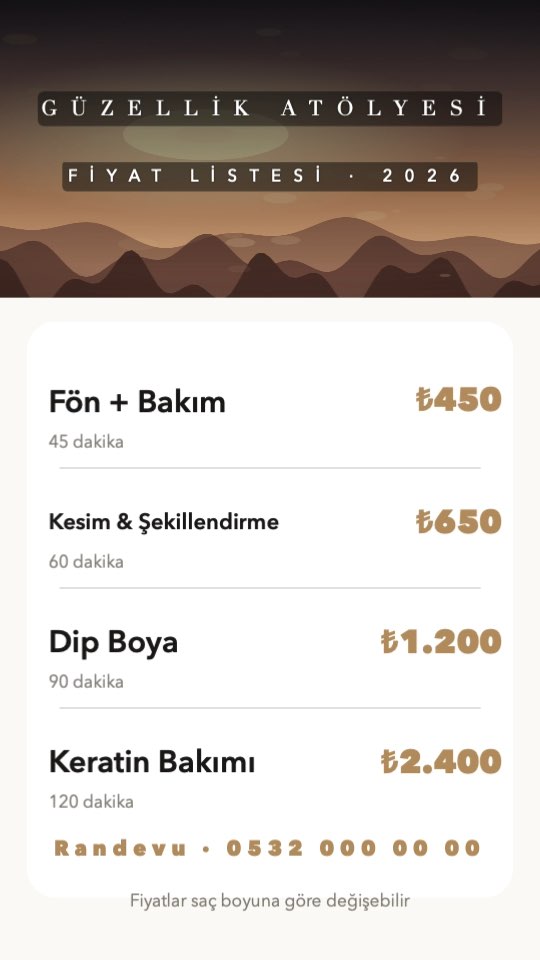 GÜZELLİK ATÖLYESİ
FİYAT LİSTESİ · 2026
Fön + Bakım ₺450
45 dakika
Kesim & Şekillendirme ₺650
60 dakika
Dip Boya ₺1.200
90 dakika
Keratin Bakımı ₺2.400
120 dakika
Randevu · 0532 000 00 00
Fiyatlar saç boyuna göre değişebilir